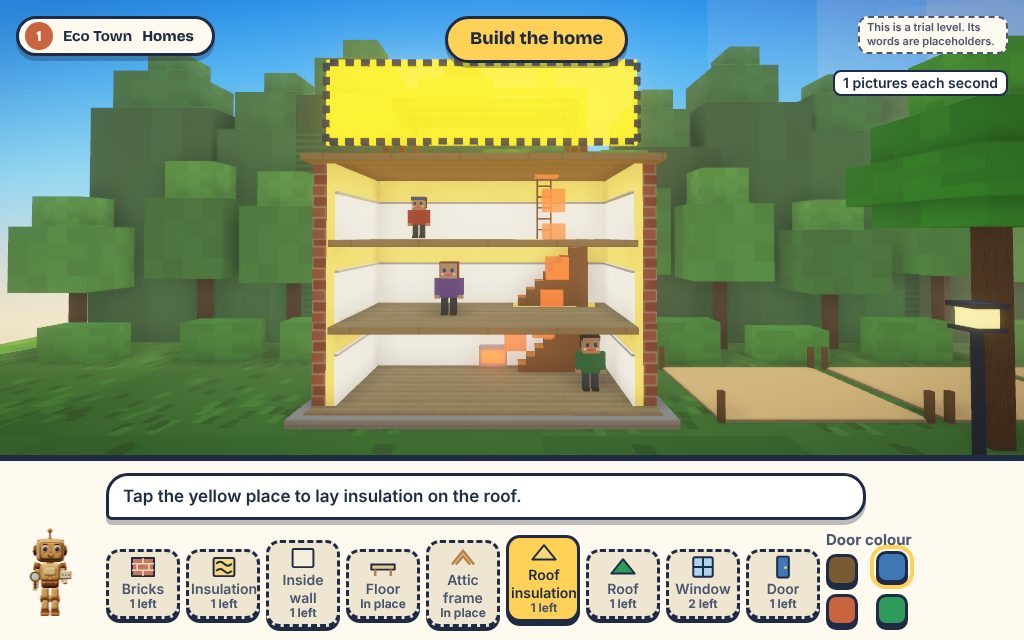 1 Eco Town Homes
Build the home
This is a trial level. Its
words are placeholders.
1 pictures each second
Tap the yellow place to lay insulation on the roof.
Bricks
1 left
Insulation
1 left
Inside
wall
1 left
Floor
In place
Attic
frame
In place
Roof
insulation
1 left
Roof
1 left
Window
2 left
Door
1 left
Door colour